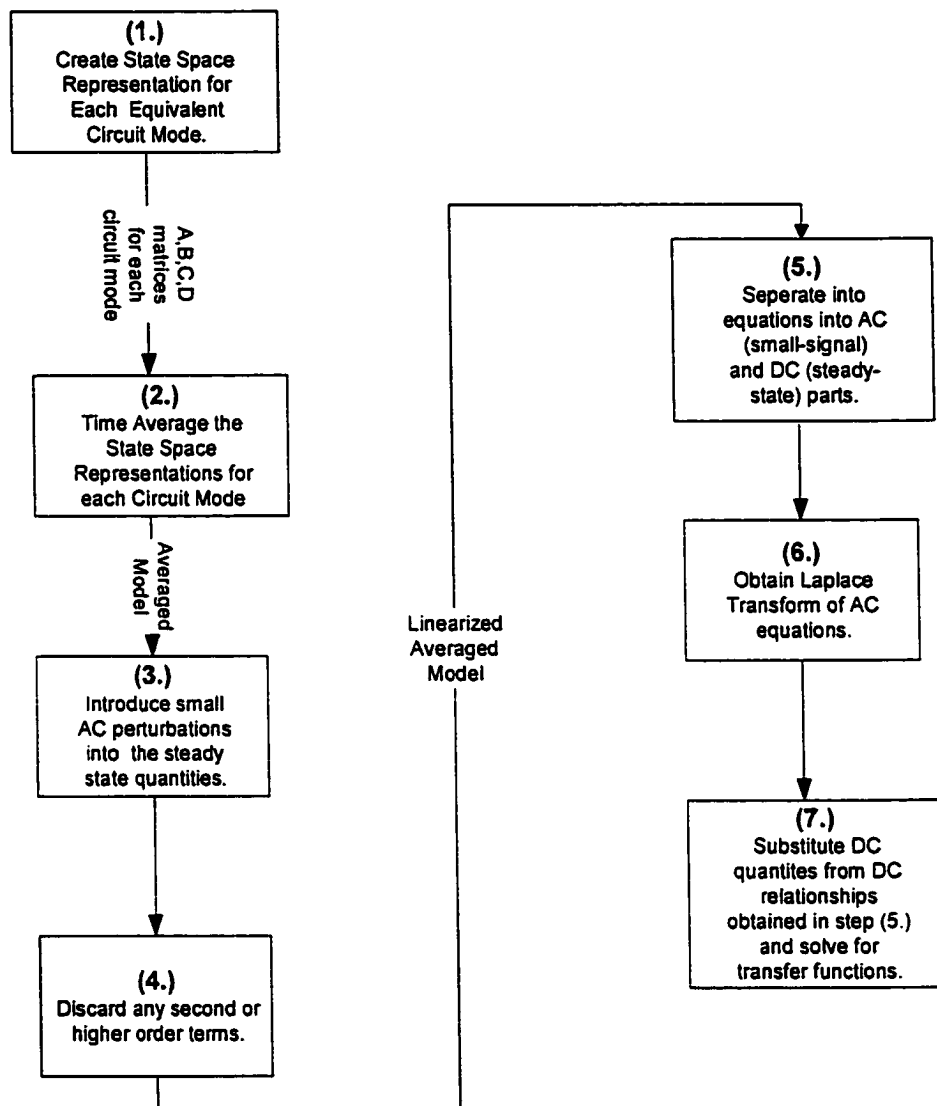 (1.)
Create State Space
Representation for
Each Equivalent
Circuit Mode.
A,B,C,D
matrices
for each
circuit mode
(2.)
Time Average the
State Space
Representations for
each Circuit Mode
Averaged
Model
(3.)
Introduce small
AC perturbations
into the steady
state quantities.
(4.)
Discard any second or
higher order terms.
Linearized
Averaged
Model
(5.)
Seperate into
equations into AC
(small-signal)
and DC (steady-
state) parts.
(6.)
Obtain Laplace
Transform of AC
equations.
(7.)
Substitute DC
quantites from DC
relationships
obtained in step (5.)
and solve for
transfer functions.